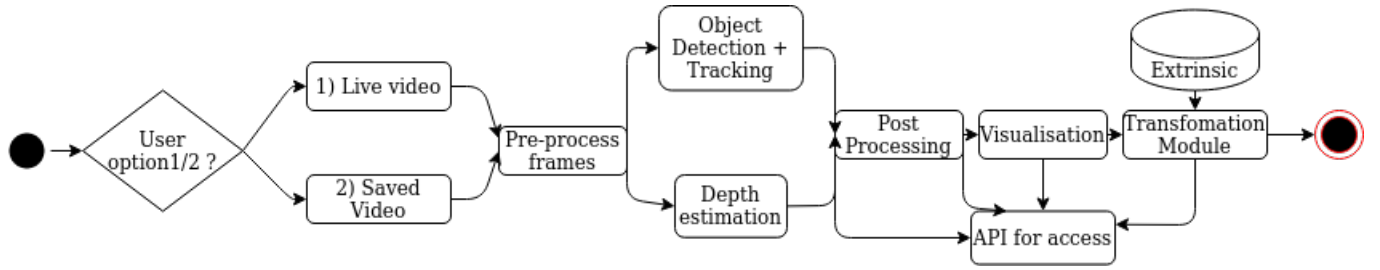 User
option1/2 ?
1) Live video
2) Saved
Video
Pre-process
frames
Object
Detection +
Tracking
Depth
estimation
Post
Processing
Visualisation
Extrinsic
Transfomation
Module
API for access